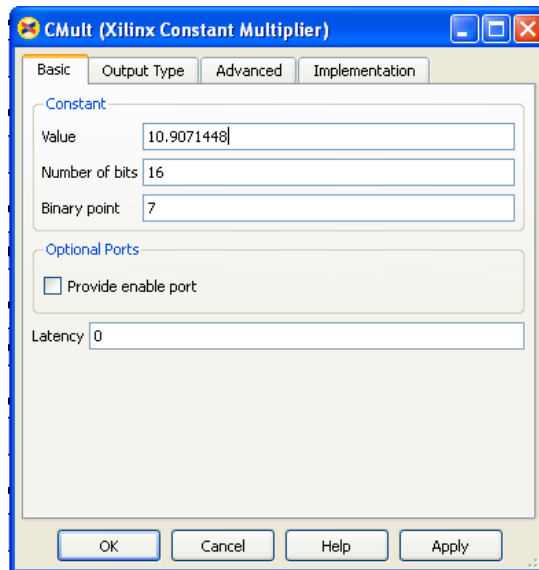 CMult (Xilinx Constant Multiplier)
Basic Output Type Advanced Implementation
Constant
Value 10.9071448
Number of bits 16
Binary point 7
Optional Ports
Provide enable port
Latency 0
OK Cancel Help Apply